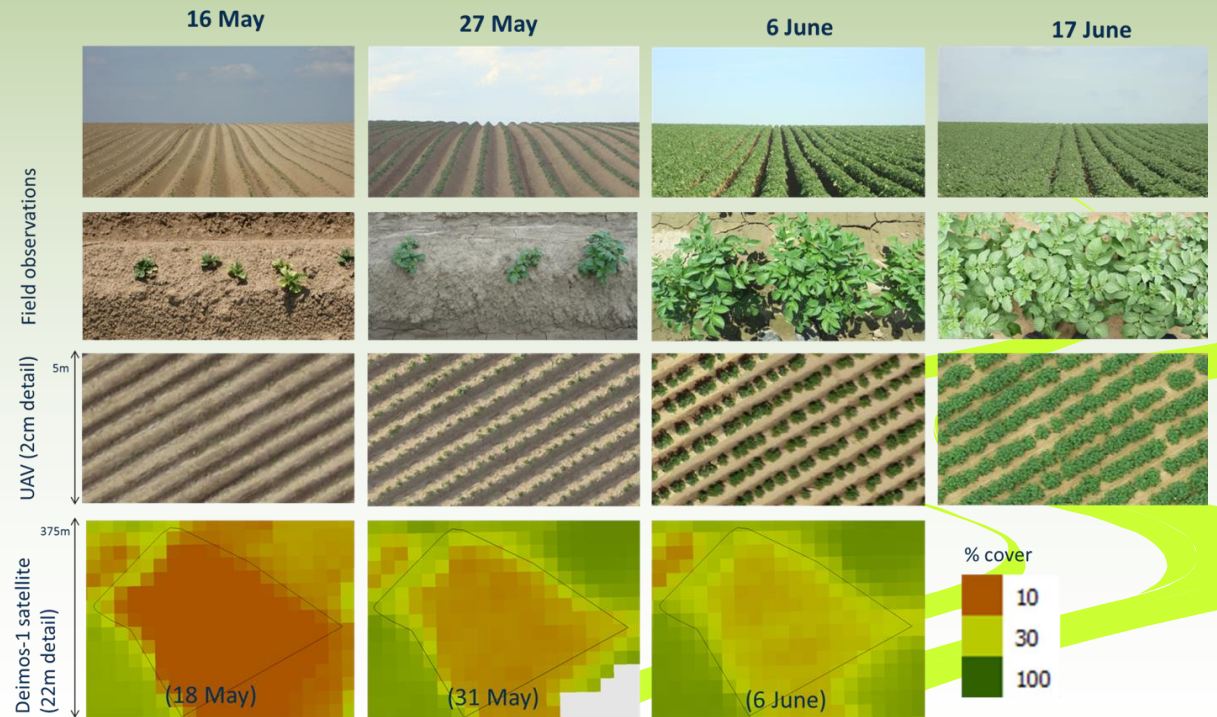 16 May
27 May
6 June
17 June
Field observations
UAV (2cm detail)
5m
Deimos-1 satellite
(22m detail)
375m
(18 May)
(31 May)
(6 June)
% cover
10
30
100